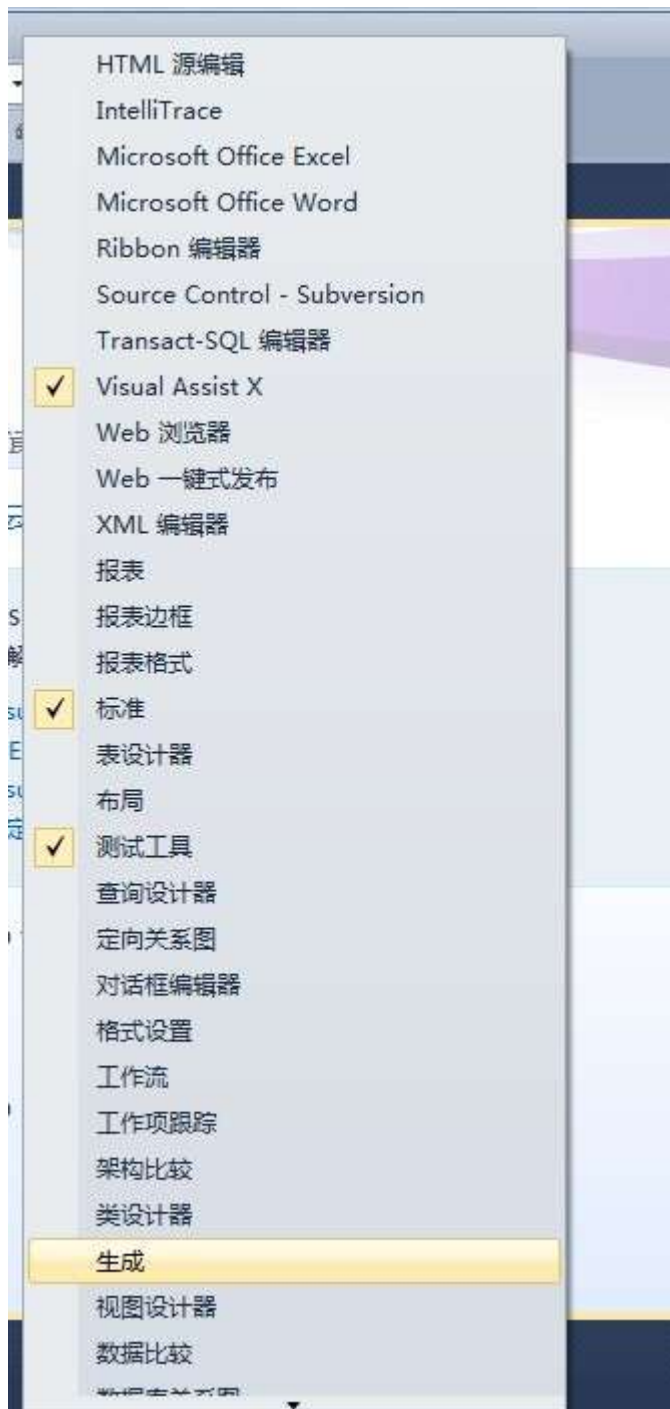 HTML 源编辑
IntelliTrace
Microsoft Office Excel
Microsoft Office Word
Ribbon 编辑器
Source Control - Subversion
Transact-SQL 编辑器
Visual Assist X
Web 浏览器
Web 一键式发布
XML 编辑器
报表
报表边框
报表格式
标准
表设计器
布局
测试工具
查询设计器
定向关系图
对话框编辑器
格式设置
工作流
工作项跟踪
架构比较
类设计器
生成
视图设计器
数据比较